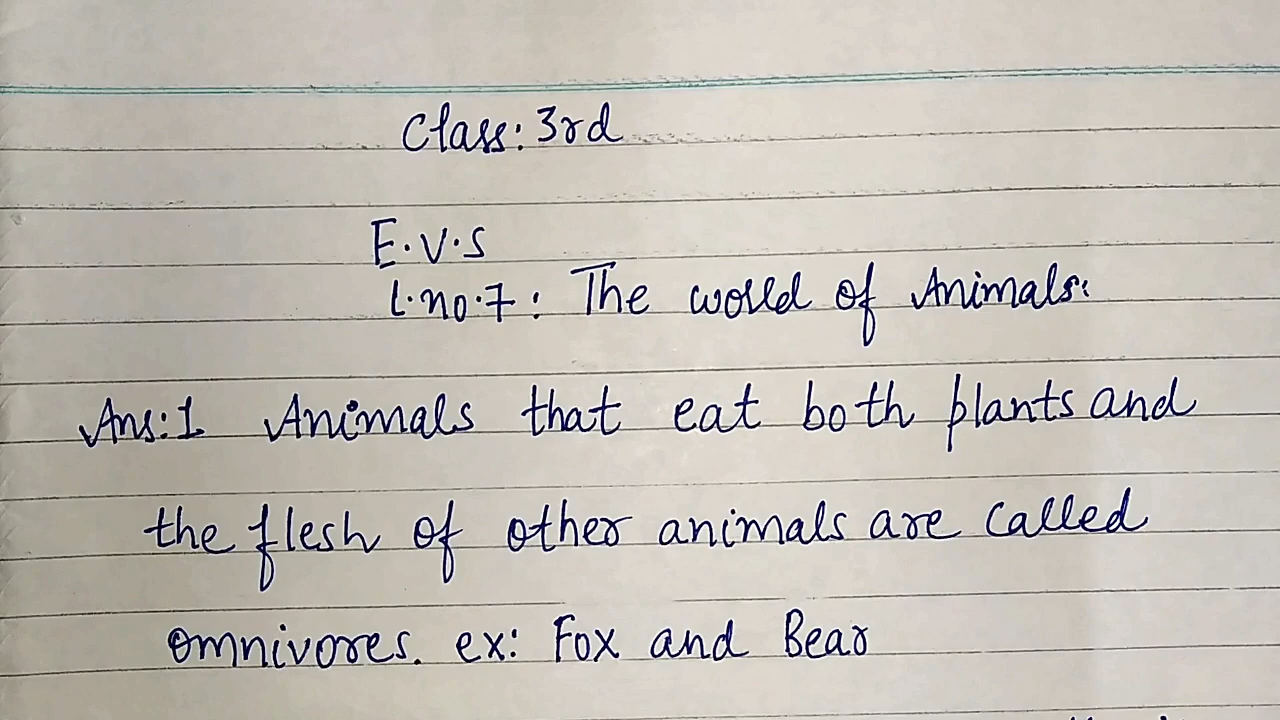 Class: 3rd
E.V.S
L.no.7: The world of Animals:
Ans:1 Animals that eat both plants and
the flesh of other animals are called
omnivores. ex: Fox and Bear